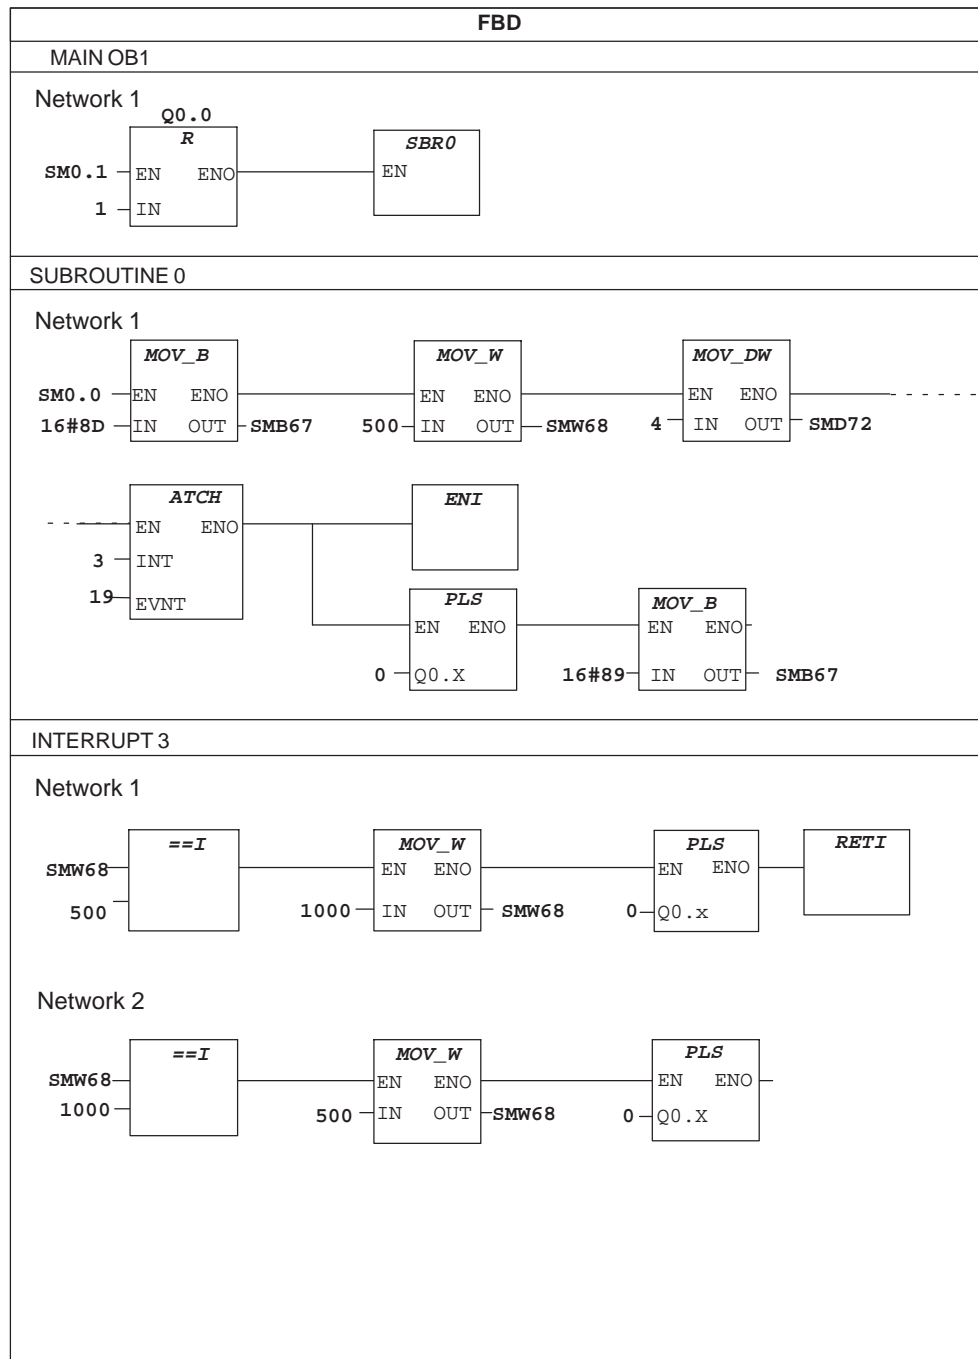 FBD
MAIN OB1
Network 1
Q0.0
R SBR0
SM0.1 EN ENO EN
1 IN
SUBROUTINE 0
Network 1
MOV_B MOV_W MOV_DW
SM0.0 EN ENO EN ENO EN ENO
16#8D IN OUT SMB67 500 IN OUT SMW68 4 IN OUT SMD72
ATCH ENI
EN ENO
3 INT
19 EVNT
PLS MOV_B
EN ENO EN ENO
0 Q0.X 16#89 IN OUT SMB67
INTERRUPT 3
Network 1
==I MOV_W PLS RETI
SMW68 EN ENO EN ENO
500 1000 IN OUT SMW68 0 Q0.x
Network 2
==I MOV_W PLS
SMW68 EN ENO EN ENO
1000 500 IN OUT SMW68 0 Q0.X